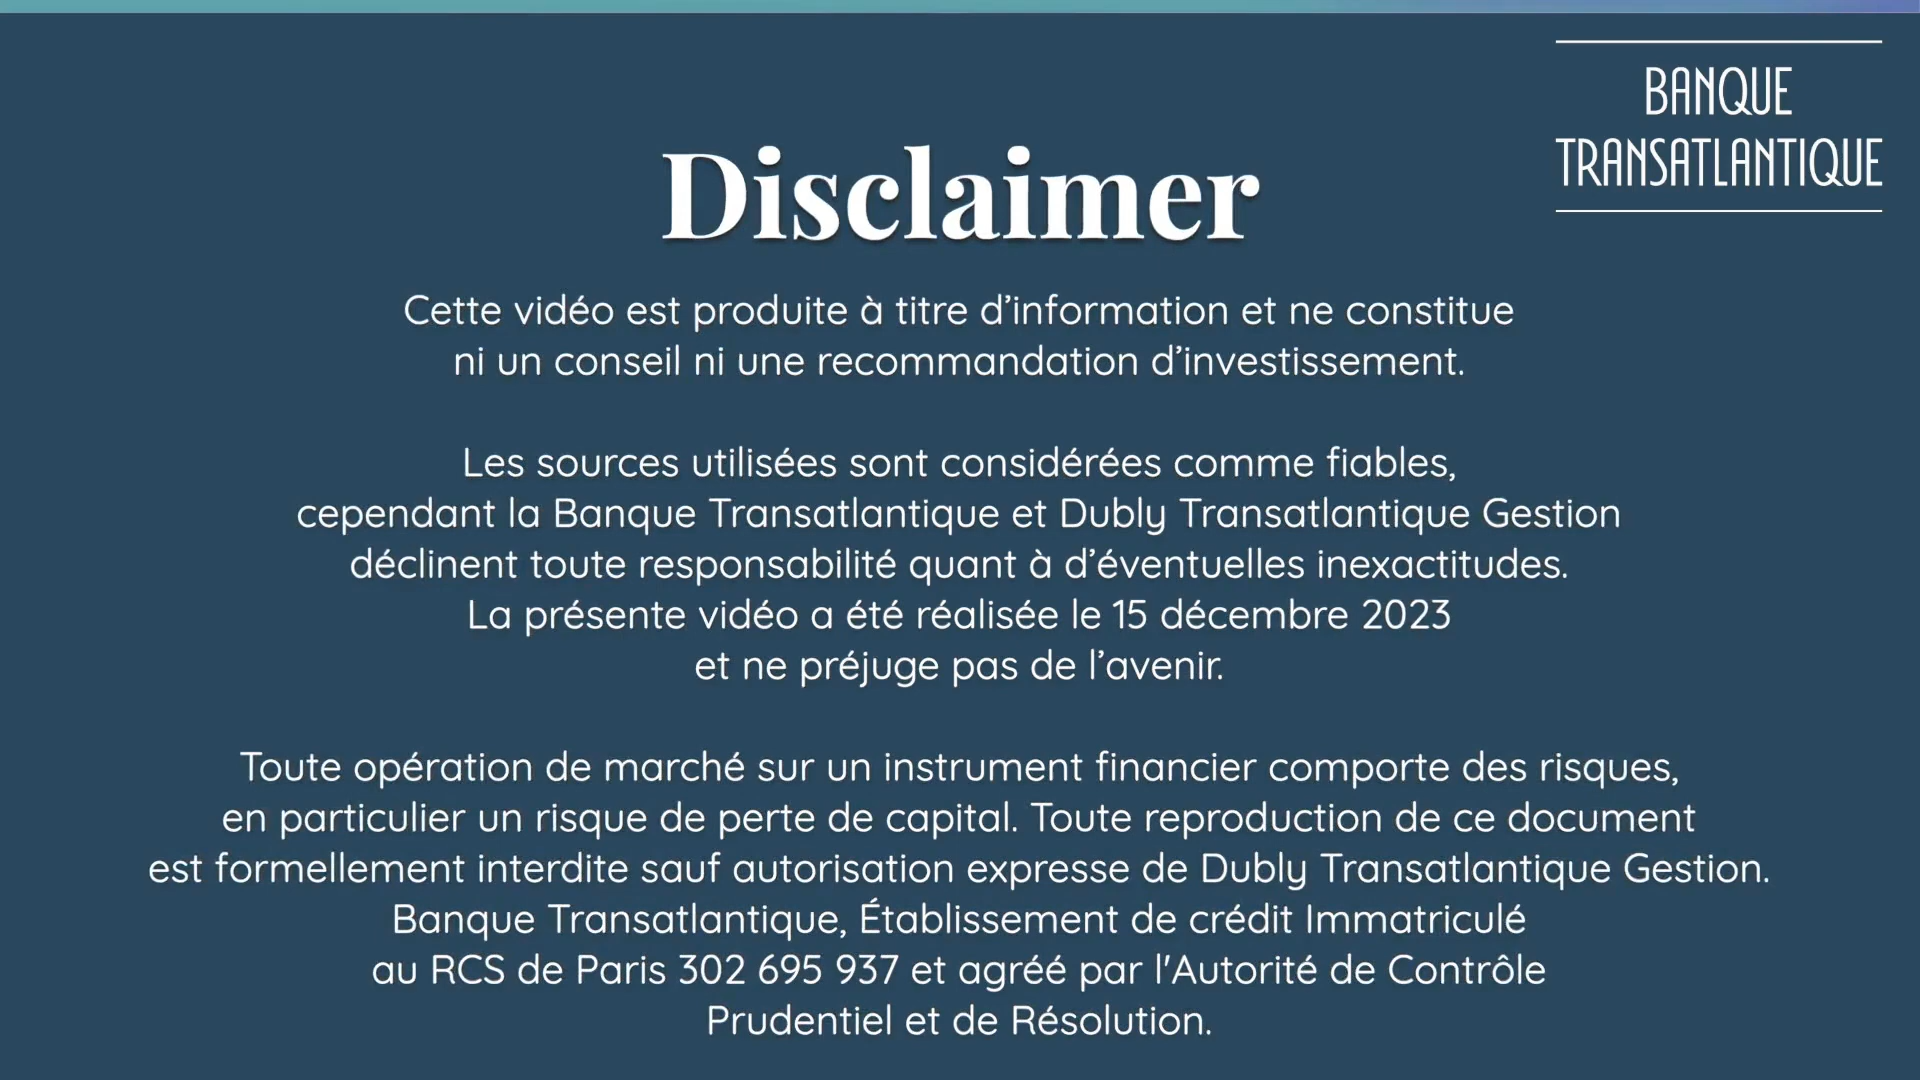 BANQUE
TRANSATLANTIQUE
Disclaimer
Cette vidéo est produite à titre d’information et ne constitue
ni un conseil ni une recommandation d’investissement.
Les sources utilisées sont considérées comme fiables,
cependant la Banque Transatlantique et Dubly Transatlantique Gestion
déclinent toute responsabilité quant à d’éventuelles inexactitudes.
La présente vidéo a été réalisée le 15 décembre 2023
et ne préjuge pas de l’avenir.
Toute opération de marché sur un instrument financier comporte des risques,
en particulier un risque de perte de capital. Toute reproduction de ce document
est formellement interdite sauf autorisation expresse de Dubly Transatlantique Gestion.
Banque Transatlantique, Établissement de crédit Immatriculé
au RCS de Paris 302 695 937 et agréé par l'Autorité de Contrôle
Prudentiel et de Résolution.